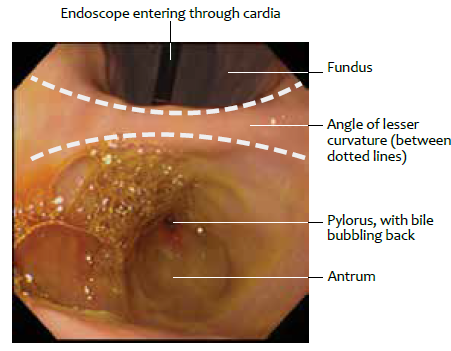 Endoscope entering through cardia
Fundus
Angle of lesser
curvature (between
dotted lines)
Pylorus, with bile
bubbling back
Antrum